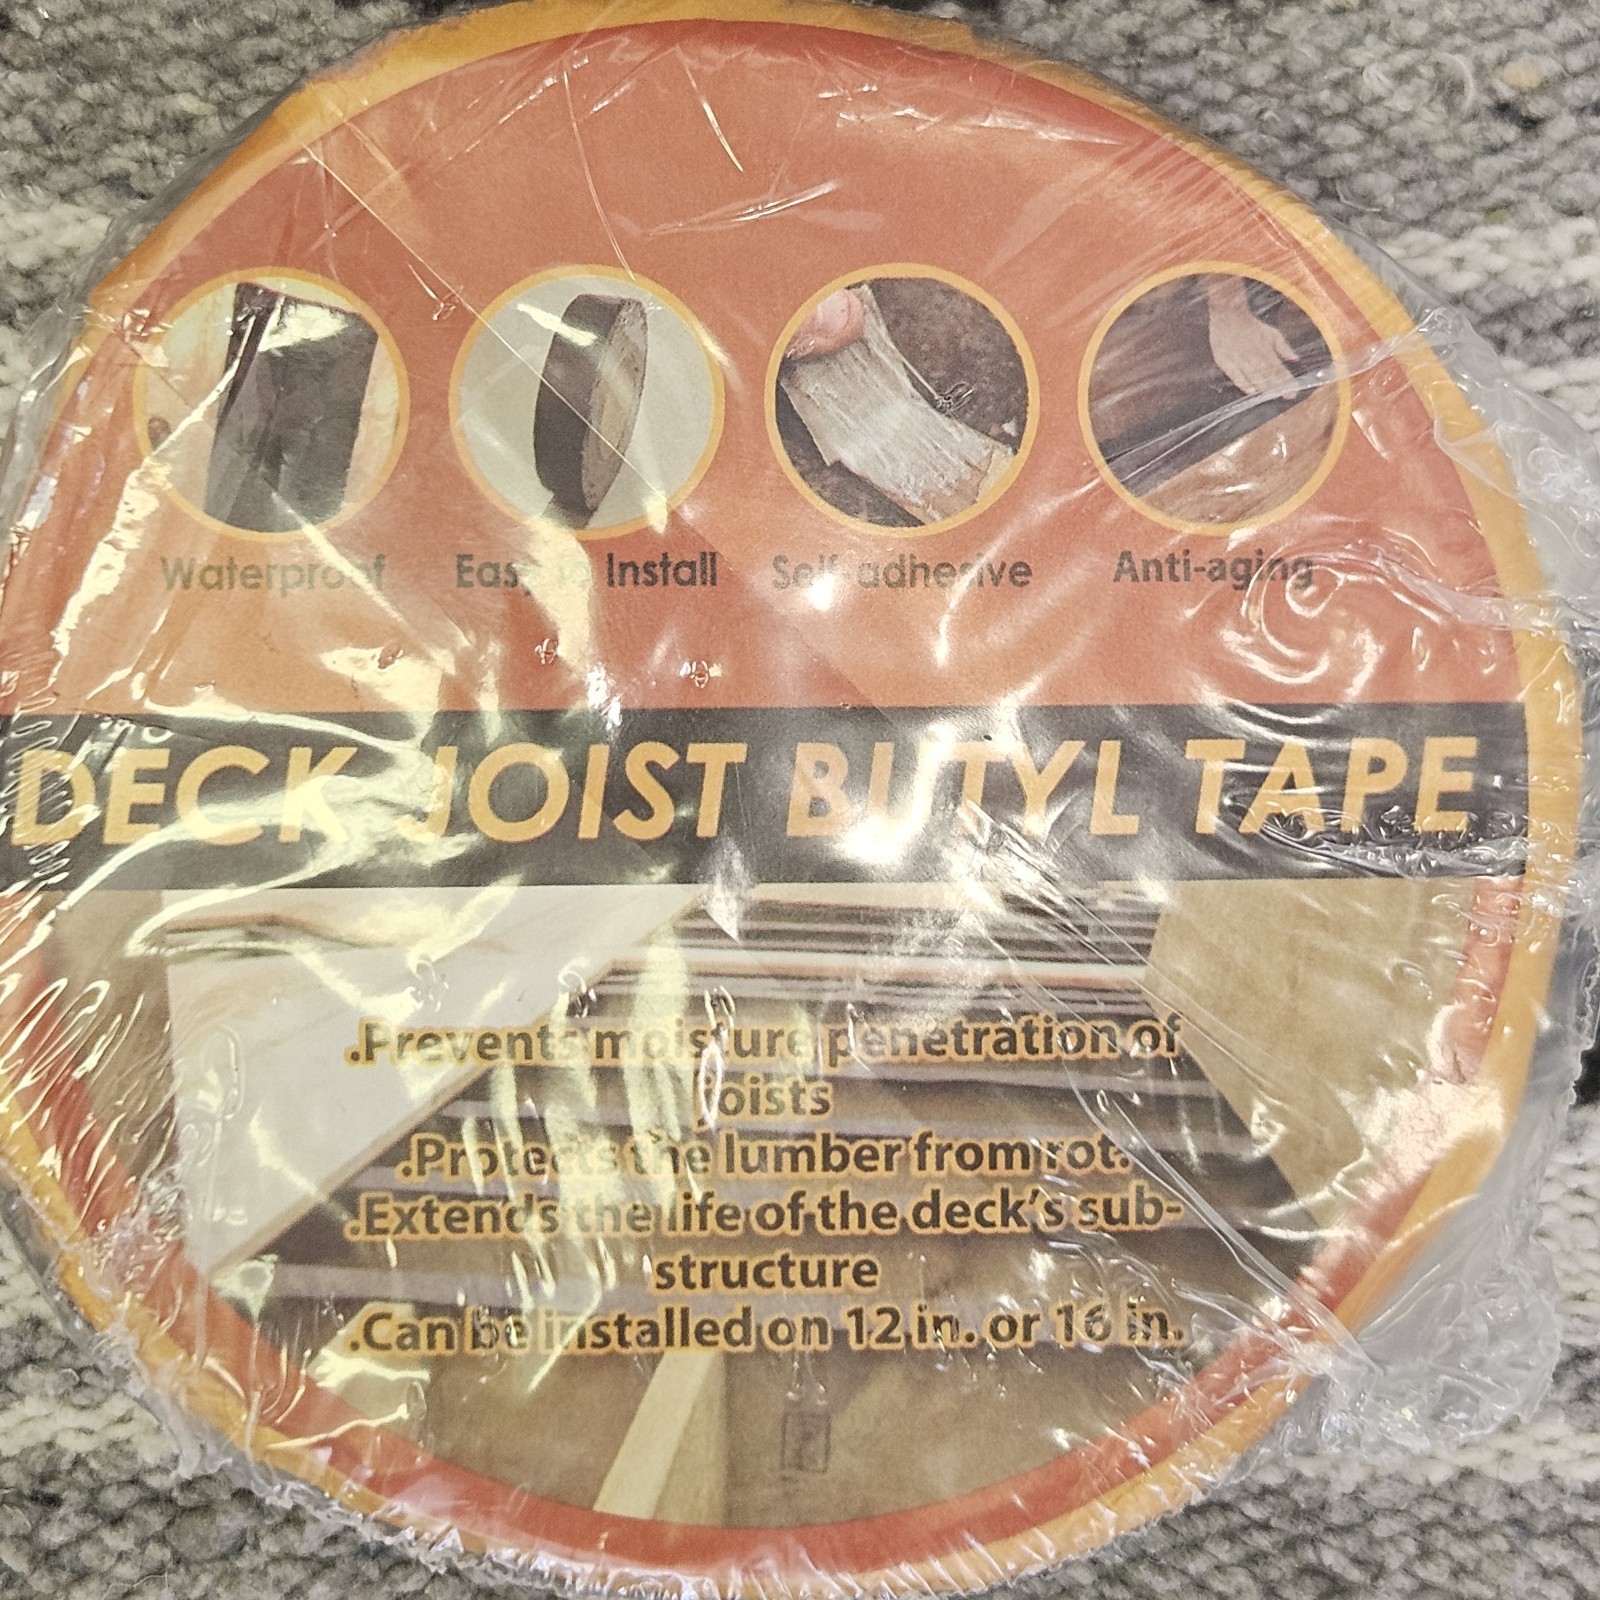 Waterproof
Easy to Install
Self-adhesive
Anti-aging
DECK JOIST BUTYL TAPE
.Prevents moisture penetration of
joists
.Protects the lumber from rot.
.Extends the life of the deck's sub-
structure
.Can be installed on 12 in. or 16 in.